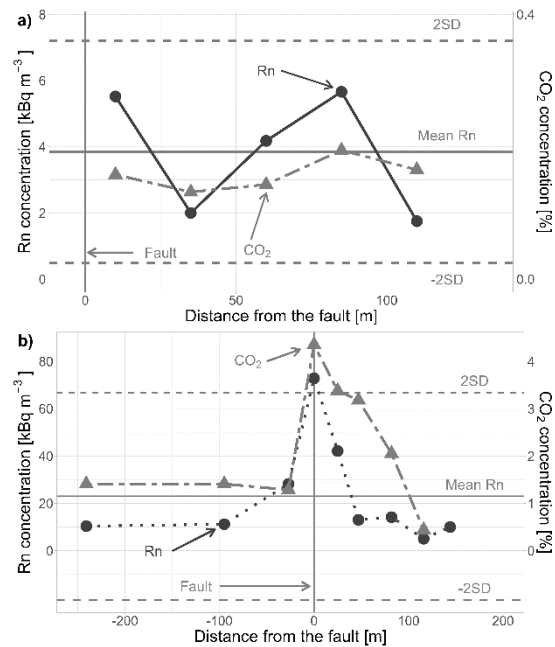 a)
8
6
4
2
0
Rn concentration [kBq m⁻³]
0.4
0.0
CO₂ concentration [%]
2SD
Rn
Mean Rn
CO₂
Fault
-2SD
0
50
100
Distance from the fault [m]
b)
80
60
40
20
0
Rn concentration [kBq m⁻³]
4
3
2
1
0
CO₂ concentration [%]
CO₂
2SD
Mean Rn
Rn
Fault
-2SD
-200
-100
0
100
200
Distance from the fault [m]